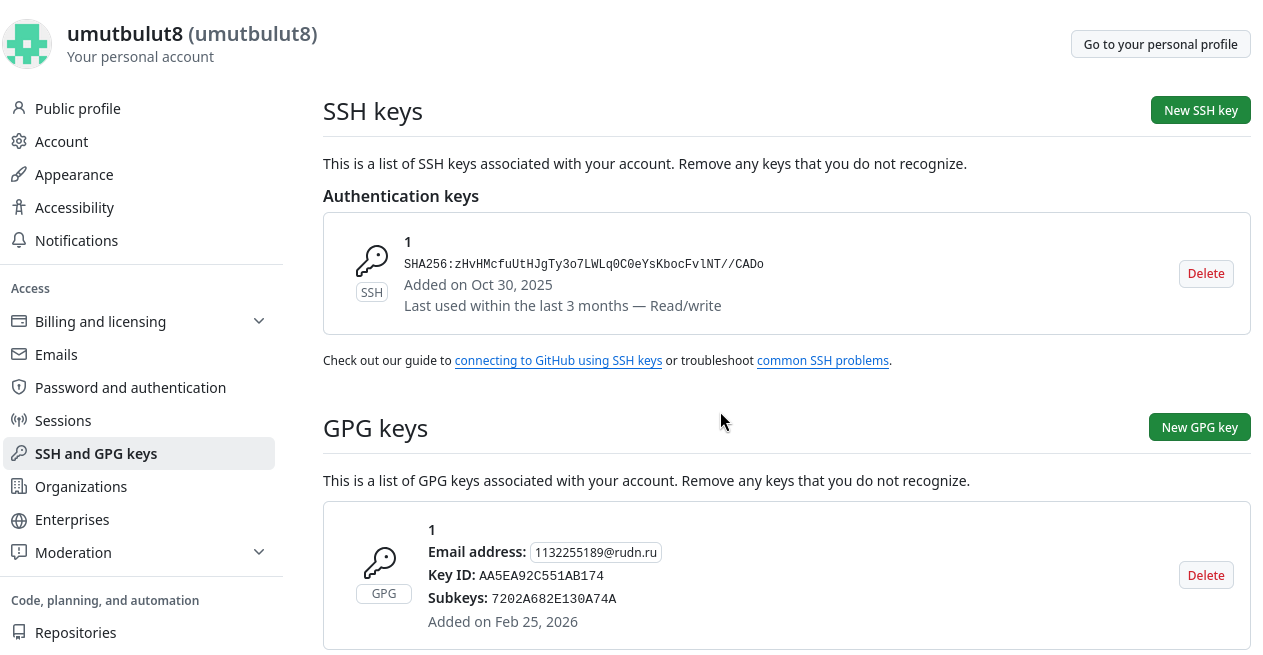 umutbulut8 (umutbulut8)
Your personal account
Go to your personal profile
Public profile
Account
Appearance
Accessibility
Notifications
Access
Billing and licensing
Emails
Password and authentication
Sessions
SSH and GPG keys
Organizations
Enterprises
Moderation
Code, planning, and automation
Repositories
SSH keys
New SSH key
This is a list of SSH keys associated with your account. Remove any keys that you do not recognize.
Authentication keys
1
SHA256:zHvHMcfuUtHJgTy3o7LWLq0C0eYsKbocFvlNT//CADo
Added on Oct 30, 2025
Last used within the last 3 months — Read/write
SSH
Delete
Check out our guide to connecting to GitHub using SSH keys or troubleshoot common SSH problems.
GPG keys
New GPG key
This is a list of GPG keys associated with your account. Remove any keys that you do not recognize.
1
Email address: 1132255189@rudn.ru
Key ID: AA5EA92C551AB174
Subkeys: 7202A682E130A74A
Added on Feb 25, 2026
GPG
Delete